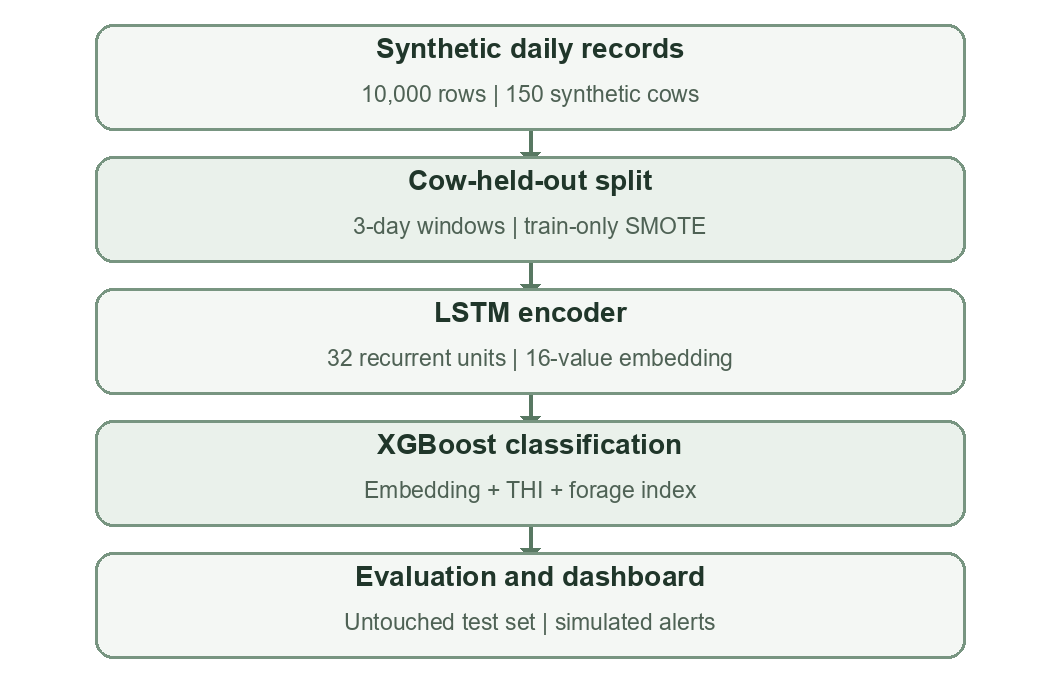 Synthetic daily records
10,000 rows | 150 synthetic cows
Cow-held-out split
3-day windows | train-only SMOTE
LSTM encoder
32 recurrent units | 16-value embedding
XGBoost classification
Embedding + THI + forage index
Evaluation and dashboard
Untouched test set | simulated alerts